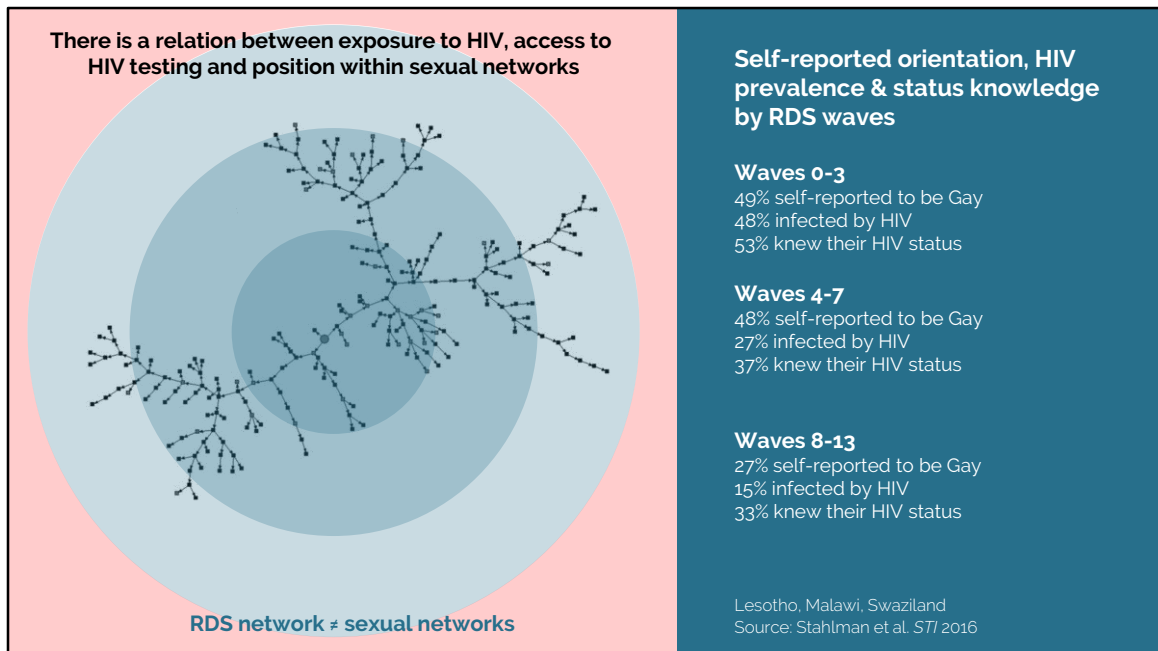 There is a relation between exposure to HIV, access to
HIV testing and position within sexual networks
RDS network ≠ sexual networks
Self-reported orientation, HIV
prevalence & status knowledge
by RDS waves
Waves 0-3
49% self-reported to be Gay
48% infected by HIV
53% knew their HIV status
Waves 4-7
48% self-reported to be Gay
27% infected by HIV
37% knew their HIV status
Waves 8-13
27% self-reported to be Gay
15% infected by HIV
33% knew their HIV status
Lesotho, Malawi, Swaziland
Source: Stahlman et al. STI 2016